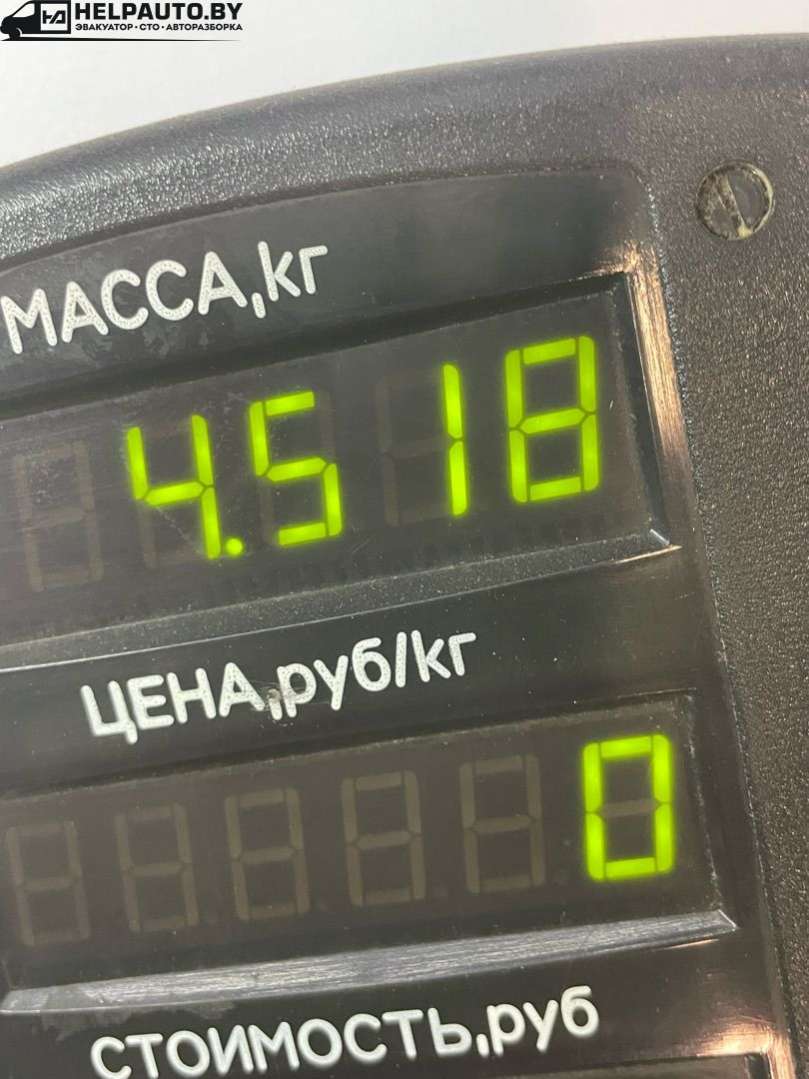 HELPAUTO.BY
ЭВАКУАТОР • СТО • АВТОРАЗБОРКА
МАССА,кг
4.518
ЦЕНА,руб/кг
0
СТОИМОСТЬ,руб